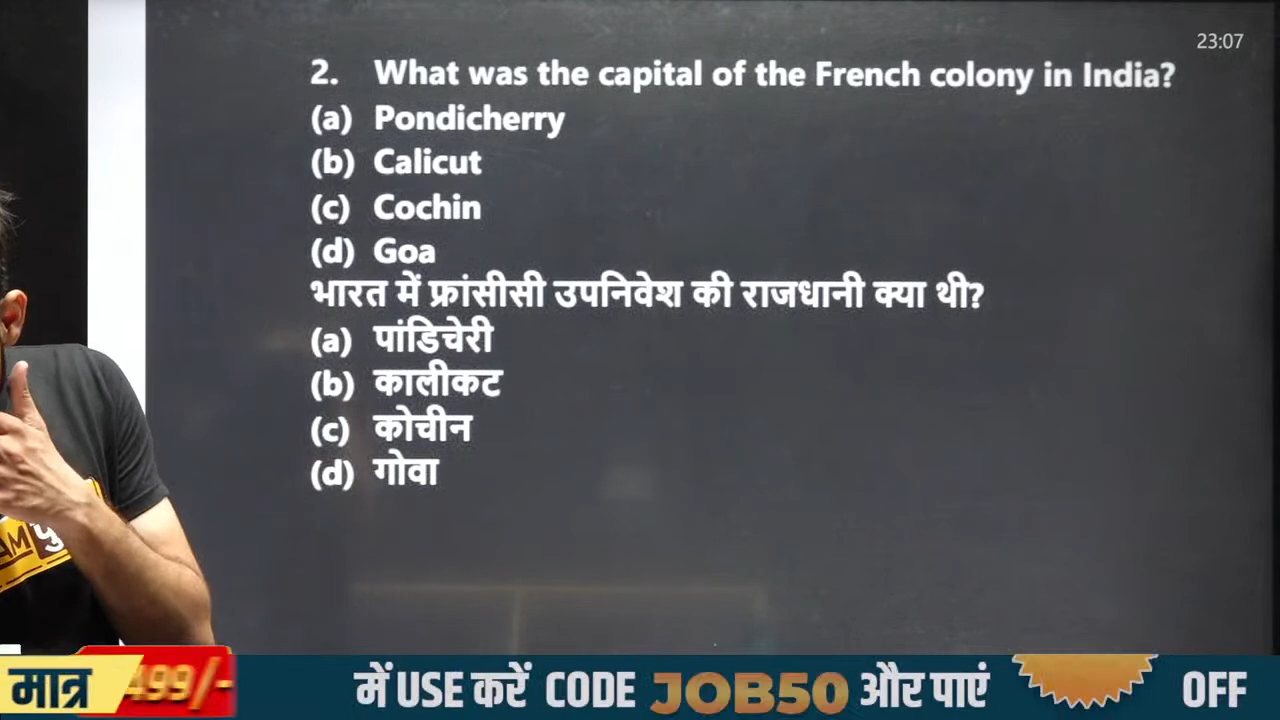 23:07
2. What was the capital of the French colony in India?
(a) Pondicherry
(b) Calicut
(c) Cochin
(d) Goa
भारत में फ्रांसीसी उपनिवेश की राजधानी क्या थी?
(a) पांडिचेरी
(b) कालीकट
(c) कोचीन
(d) गोवा
AM
मात्र 499/- में USE करें CODE JOB50 और पाएं OFF